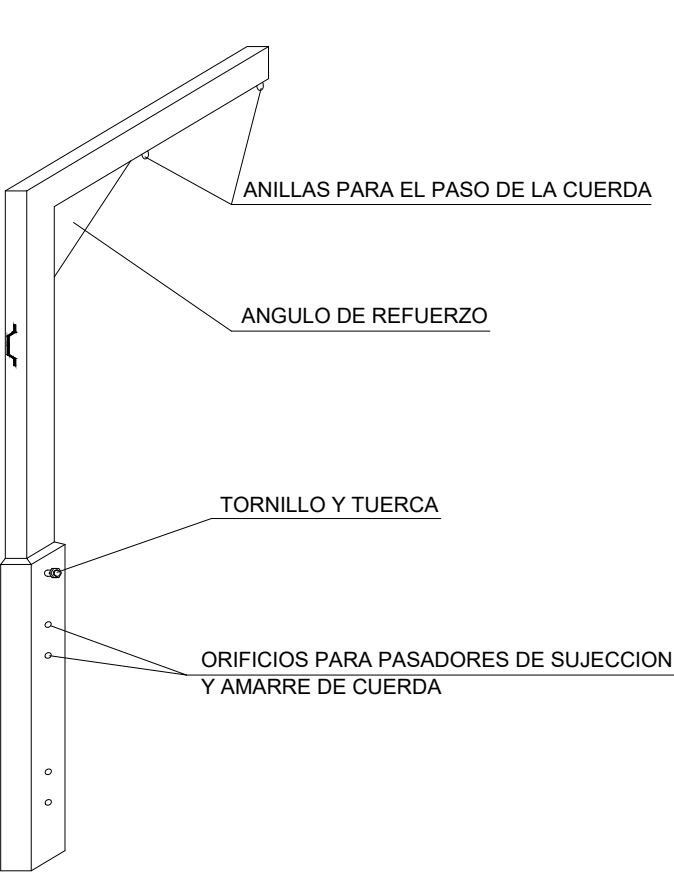 ANILLAS PARA EL PASO DE LA CUERDA
ANGULO DE REFUERZO
TORNILLO Y TUERCA
ORIFICIOS PARA PASADORES DE SUJECCION
Y AMARRE DE CUERDA